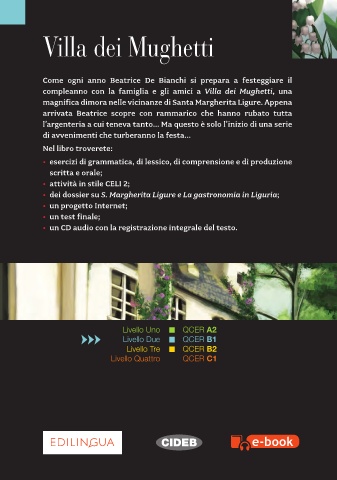 Villa dei Mughetti
Come ogni anno Beatrice De Bianchi si prepara a festeggiare il
compleanno con la famiglia e gli amici a Villa dei Mughetti, una
magnifica dimora nelle vicinanze di Santa Margherita Ligure. Appena
arrivata Beatrice scopre con rammarico che hanno rubato tutta
l'argenteria a cui teneva tanto... Ma questo è solo l'inizio di una serie
di avvenimenti che turberanno la festa...
Nel libro troverete:
• esercizi di grammatica, di lessico, di comprensione e di produzione
scritta e orale;
• attività in stile CELI 2;
• dei dossier su S. Margherita Ligure e La gastronomia in Liguria;
• un progetto Internet;
• un test finale;
• un CD audio con la registrazione integrale del testo.
Livello Uno ■ QCER A2
Livello Due ■ QCER B1
Livello Tre ■ QCER B2
Livello Quattro QCER C1
EDILINGUA CIDEB e-book